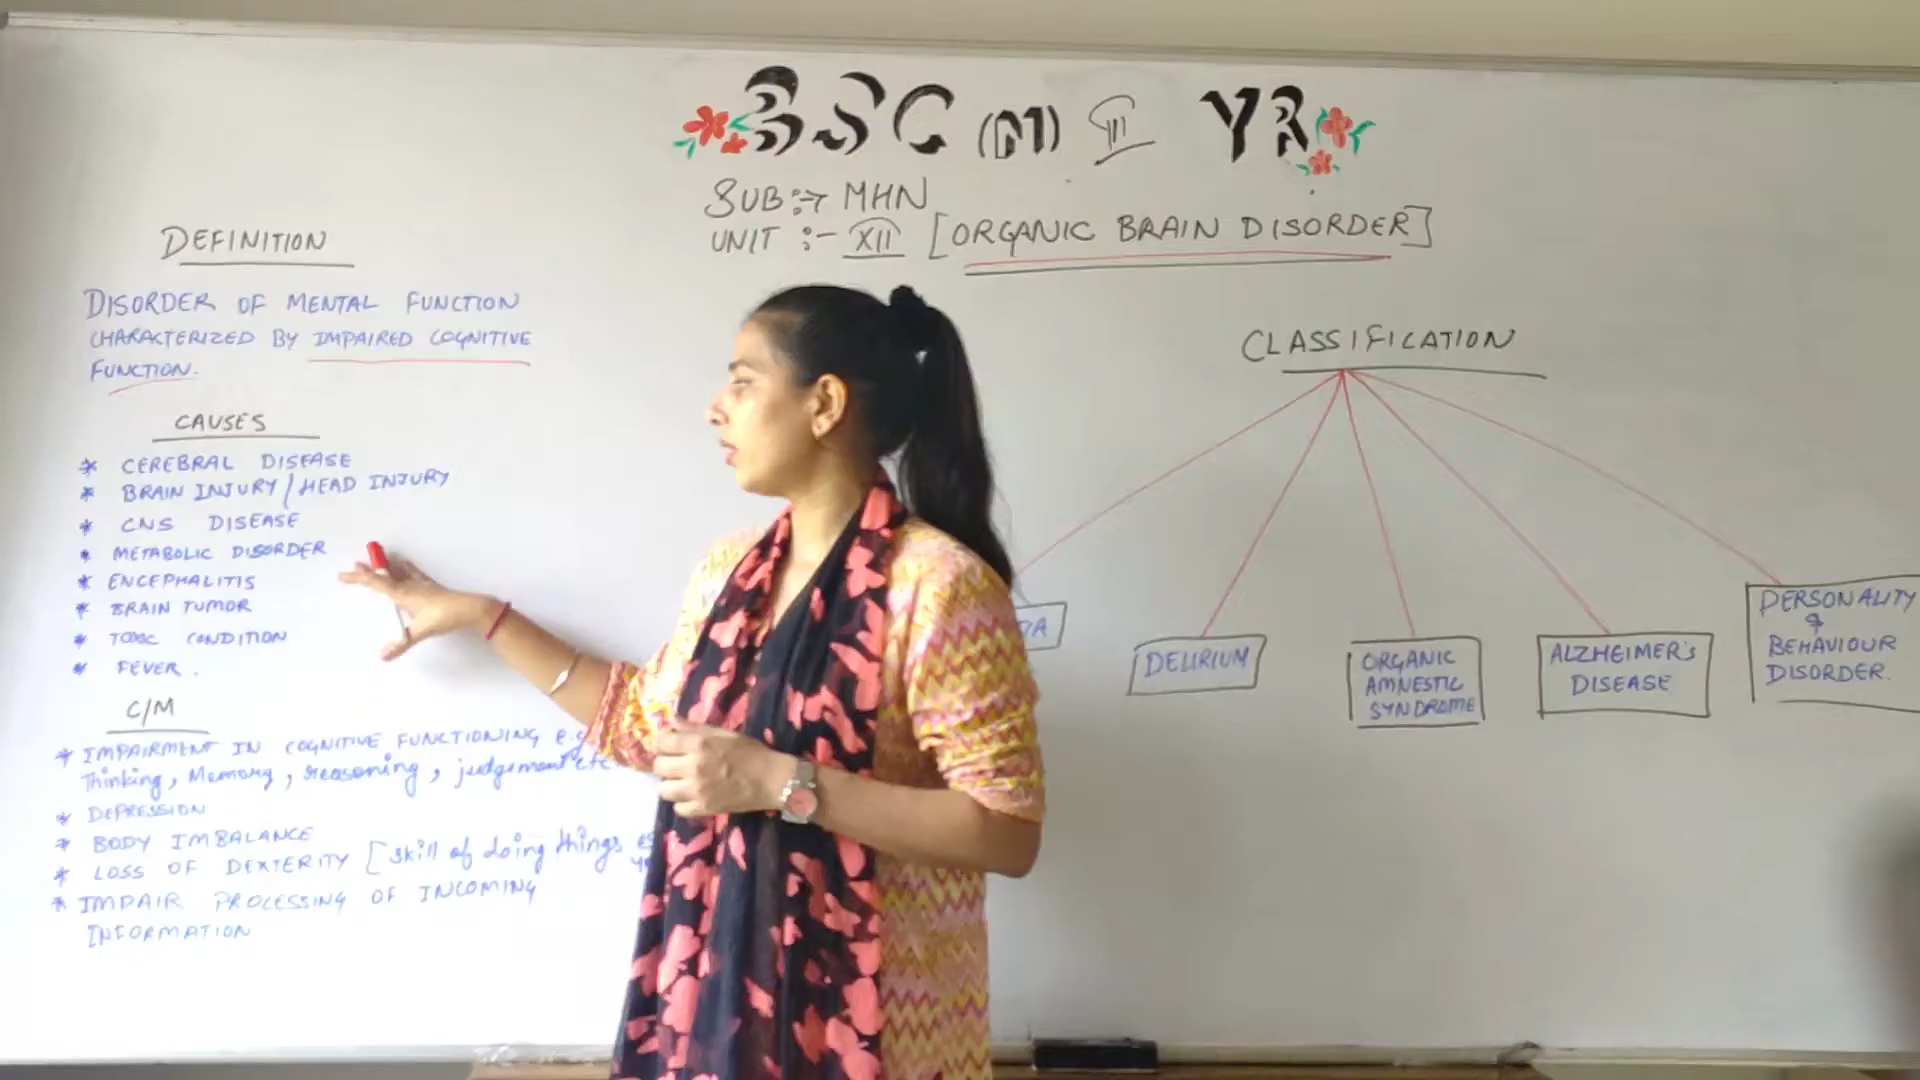 BSC (N) III YR
SUB :→ MHN
UNIT :- XII [ORGANIC BRAIN DISORDER]
DEFINITION
DISORDER OF MENTAL FUNCTION
CHARACTERIZED BY IMPAIRED COGNITIVE
FUNCTION.
CAUSES
* CEREBRAL DISEASE
* BRAIN INJURY / HEAD INJURY
* CNS DISEASE
* METABOLIC DISORDER
* ENCEPHALITIS
* BRAIN TUMOR
* TOXIC CONDITION
* FEVER.
C/M
* IMPAIRMENT IN COGNITIVE FUNCTIONING e.g
Thinking, Memory, reasoning, judgement etc
* DEPRESSION
* BODY IMBALANCE
* LOSS OF DEXTERITY [skill of doing things
* IMPAIR PROCESSING OF INCOMING
INFORMATION
CLASSIFICATION
DELIRIUM
ORGANIC
AMNESTIC
SYNDROME
ALZHEIMER'S
DISEASE
PERSONALITY
&
BEHAVIOUR
DISORDER.